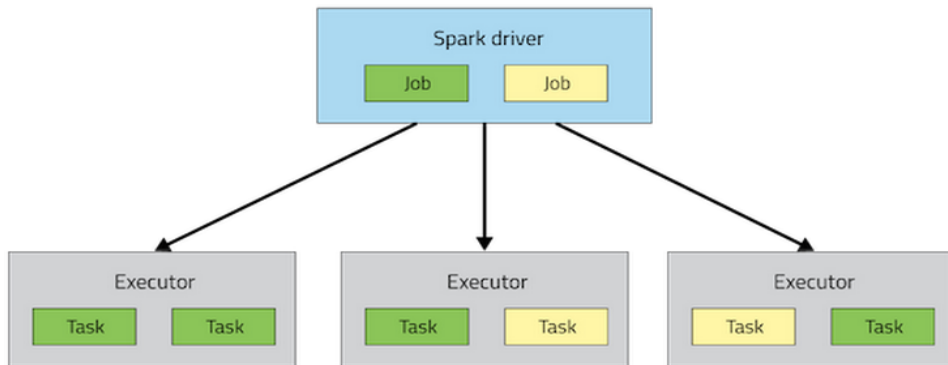 Spark driver
Job Job
Executor Executor Executor
Task Task Task Task Task Task